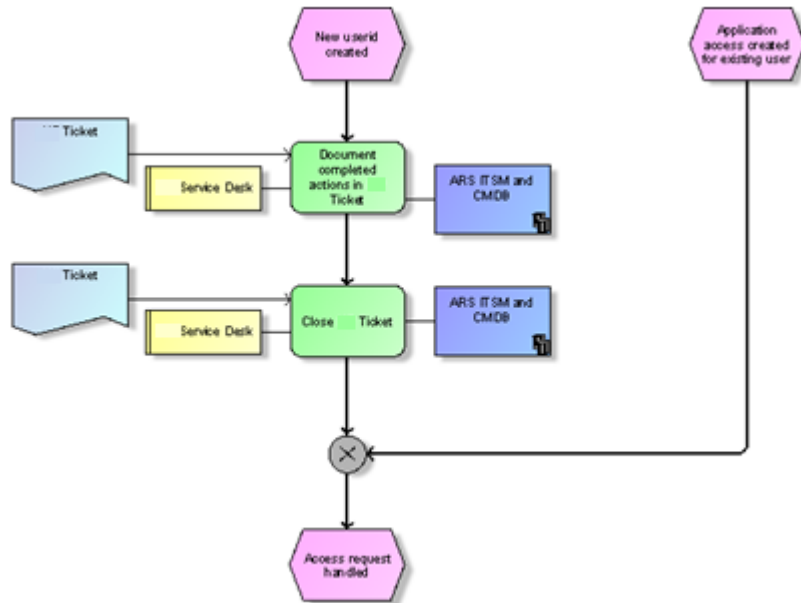 New userid
created
Application
access created
for existing user
Ticket
Document
completed
actions in
Ticket
Service Desk
ARS ITSM and
CMDB
Ticket
Close Ticket
Service Desk
ARS ITSM and
CMDB
Access request
handled